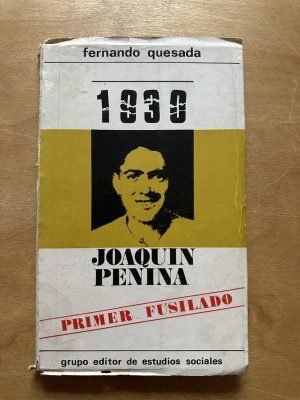 fernando quesada
1930
JOAQUIN
PENINA
PRIMER FUSILADO
grupo editor de estudios sociales